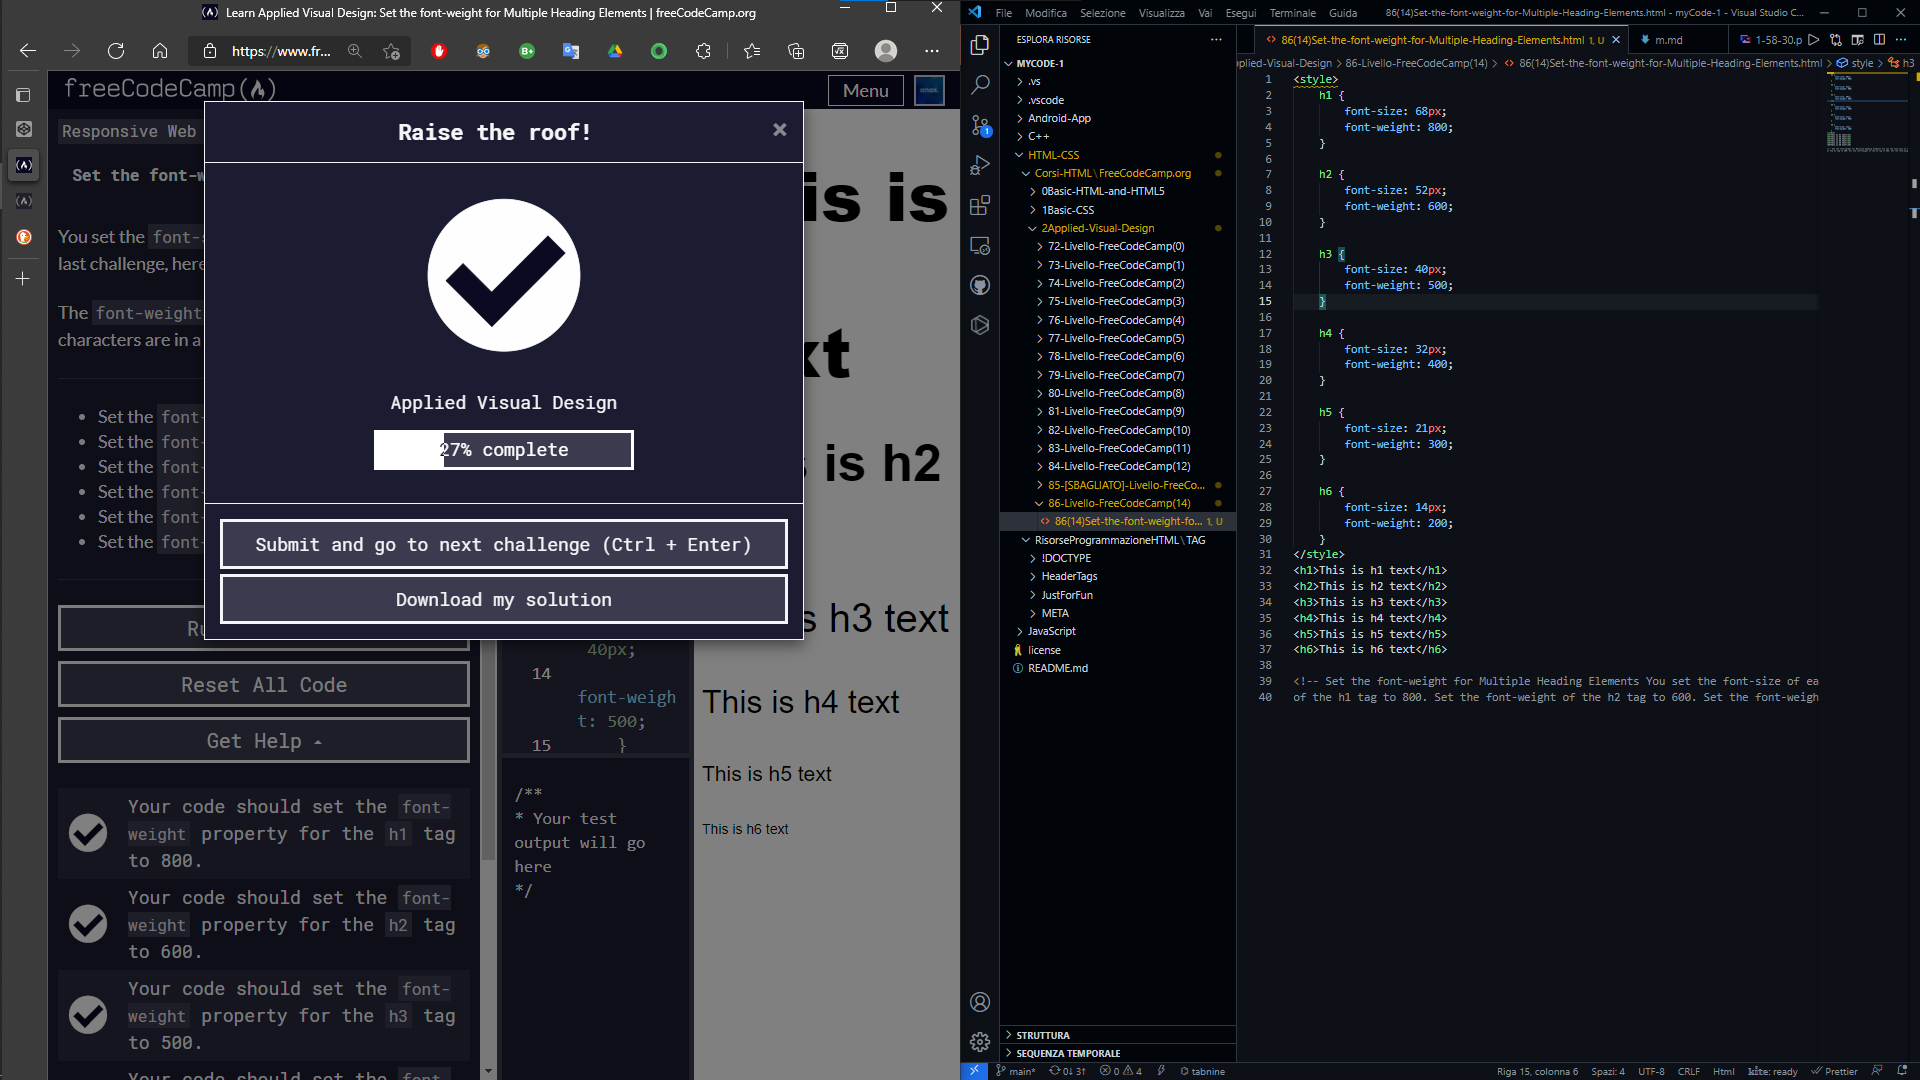 Learn Applied Visual Design: Set the font-weight for Multiple Heading Elements | freeCodeCamp.org
https://www.fr...
freeCodeCamp
Menu
Responsive Web
Set the font-w
You set the font-s
last challenge, here
The font-weight
characters are in a
Set the font-
Set the font-
Set the font-
Set the font-
Set the font-
Set the font-
Ru
Reset All Code
Get Help
Your code should set the font-
weight property for the h1 tag
to 800.
Your code should set the font-
weight property for the h2 tag
to 600.
Your code should set the font-
weight property for the h3 tag
to 500.
Your code should set the font-
Raise the roof!
×
Applied Visual Design
27% complete
Submit and go to next challenge (Ctrl + Enter)
Download my solution
40px;
14
font-weigh
t: 500;
15 }
/**
* Your test
output will go
here
*/
is is
xt
s is h2
s h3 text
This is h4 text
This is h5 text
This is h6 text
File Modifica Selezione Visualizza Vai Esegui Terminale Guida
86(14)Set-the-font-weight-for-Multiple-Heading-Elements.html - myCode-1 - Visual Studio C...
ESPLORA RISORSE
MYCODE-1
.vs
.vscode
Android-App
C++
HTML-CSS
Corsi-HTML\FreeCodeCamp.org
0Basic-HTML-and-HTML5
1Basic-CSS
2Applied-Visual-Design
72-Livello-FreeCodeCamp(0)
73-Livello-FreeCodeCamp(1)
74-Livello-FreeCodeCamp(2)
75-Livello-FreeCodeCamp(3)
76-Livello-FreeCodeCamp(4)
77-Livello-FreeCodeCamp(5)
78-Livello-FreeCodeCamp(6)
79-Livello-FreeCodeCamp(7)
80-Livello-FreeCodeCamp(8)
81-Livello-FreeCodeCamp(9)
82-Livello-FreeCodeCamp(10)
83-Livello-FreeCodeCamp(11)
84-Livello-FreeCodeCamp(12)
85-[SBAGLIATO]-Livello-FreeCo...
86-Livello-FreeCodeCamp(14)
86(14)Set-the-font-weight-fo... 1, U
RisorseProgrammazioneHTML\TAG
!DOCTYPE
HeaderTags
JustForFun
META
JavaScript
license
README.md
STRUTTURA
SEQUENZA TEMPORALE
86(14)Set-the-font-weight-for-Multiple-Heading-Elements.html 1, U
m.md
1-58-30.p
pplied-Visual-Design > 86-Livello-FreeCodeCamp(14) > 86(14)Set-the-font-weight-for-Multiple-Heading-Elements.html > style > h3
1 <style>
2 h1 {
3 font-size: 68px;
4 font-weight: 800;
5 }
6
7 h2 {
8 font-size: 52px;
9 font-weight: 600;
10 }
11
12 h3 {
13 font-size: 40px;
14 font-weight: 500;
15 }
16
17 h4 {
18 font-size: 32px;
19 font-weight: 400;
20 }
21
22 h5 {
23 font-size: 21px;
24 font-weight: 300;
25 }
26
27 h6 {
28 font-size: 14px;
29 font-weight: 200;
30 }
31 </style>
32 <h1>This is h1 text</h1>
33 <h2>This is h2 text</h2>
34 <h3>This is h3 text</h3>
35 <h4>This is h4 text</h4>
36 <h5>This is h5 text</h5>
37 <h6>This is h6 text</h6>
38
39 <!-- Set the font-weight for Multiple Heading Elements You set the font-size of ea
40 of the h1 tag to 800. Set the font-weight of the h2 tag to 600. Set the font-weigh
main* 0↓ 3↑ 0 4 tabnine
Riga 15, colonna 6 Spazi: 4 UTF-8 CRLF Html kite: ready Prettier